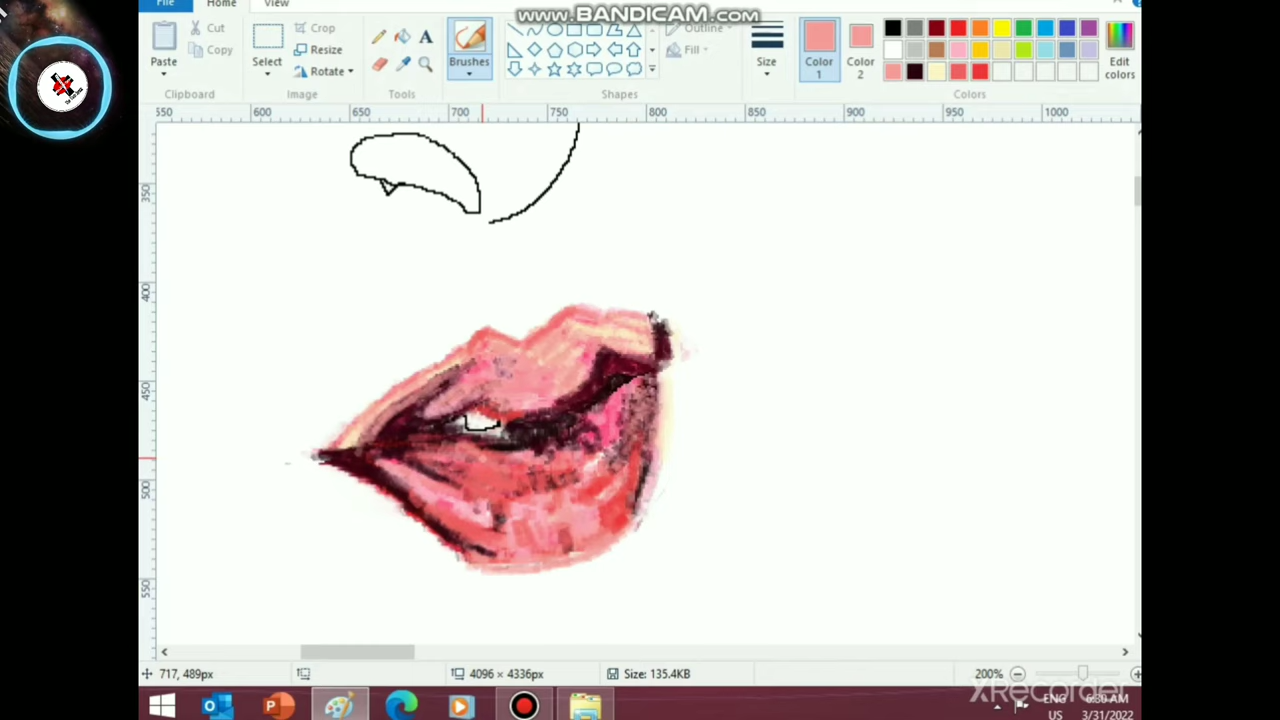 www.BANDICAM.com
File
Home
View
Paste
Cut
Copy
Clipboard
Select
Crop
Resize
Rotate
Image
A
Tools
Brushes
Shapes
Outline
Fill
Size
Color
1
Color
2
Colors
Edit
colors
550
600
650
700
750
800
850
900
950
1000
350
400
450
500
550
717, 489px
4096 × 4336px
Size: 135.4KB
200%
XRecorder
P
ENG
US
6:30 AM
3/31/2022